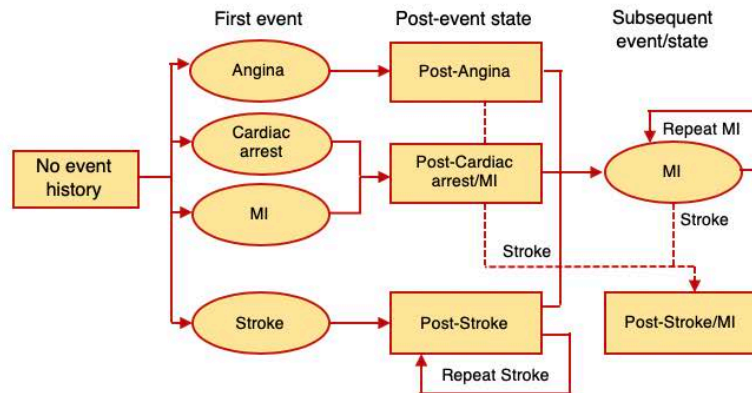 First event
Post-event state
Subsequent
event/state
Angina
Post-Angina
Cardiac
arrest
Repeat MI
No event
history
Post-Cardiac
arrest/MI
MI
MI
Stroke
Stroke
Stroke
Post-Stroke
Post-Stroke/MI
Repeat Stroke